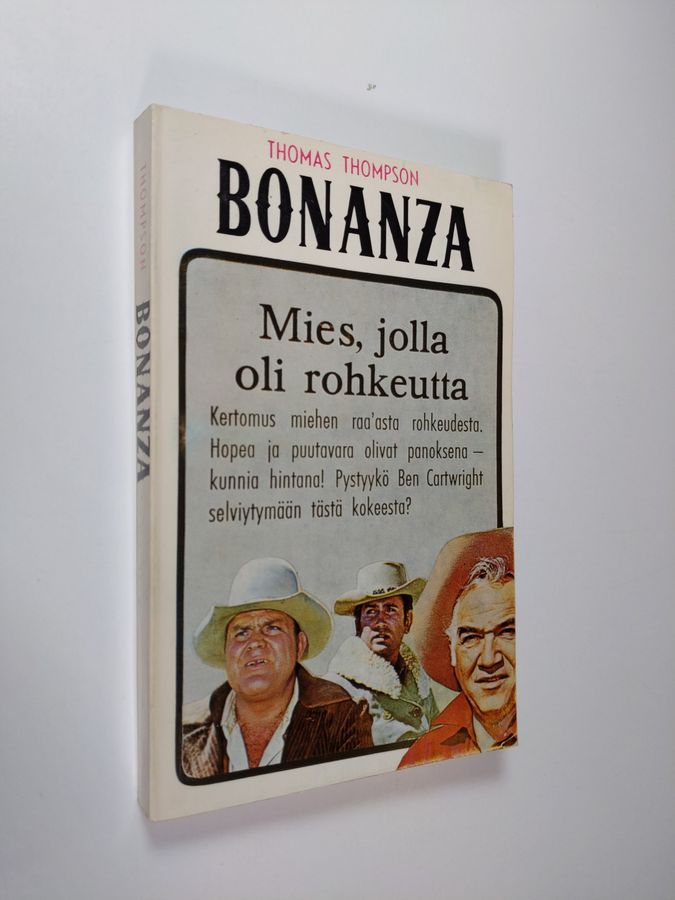 THOMAS THOMPSON
BONANZA
Mies, jolla
oli rohkeutta
Kertomus miehen raa'asta rohkeudesta.
Hopea ja puutavara olivat panoksena –
kunnia hintana! Pystyykö Ben Cartwright
selviytymään tästä kokeesta?
THOMPSON
BONANZA